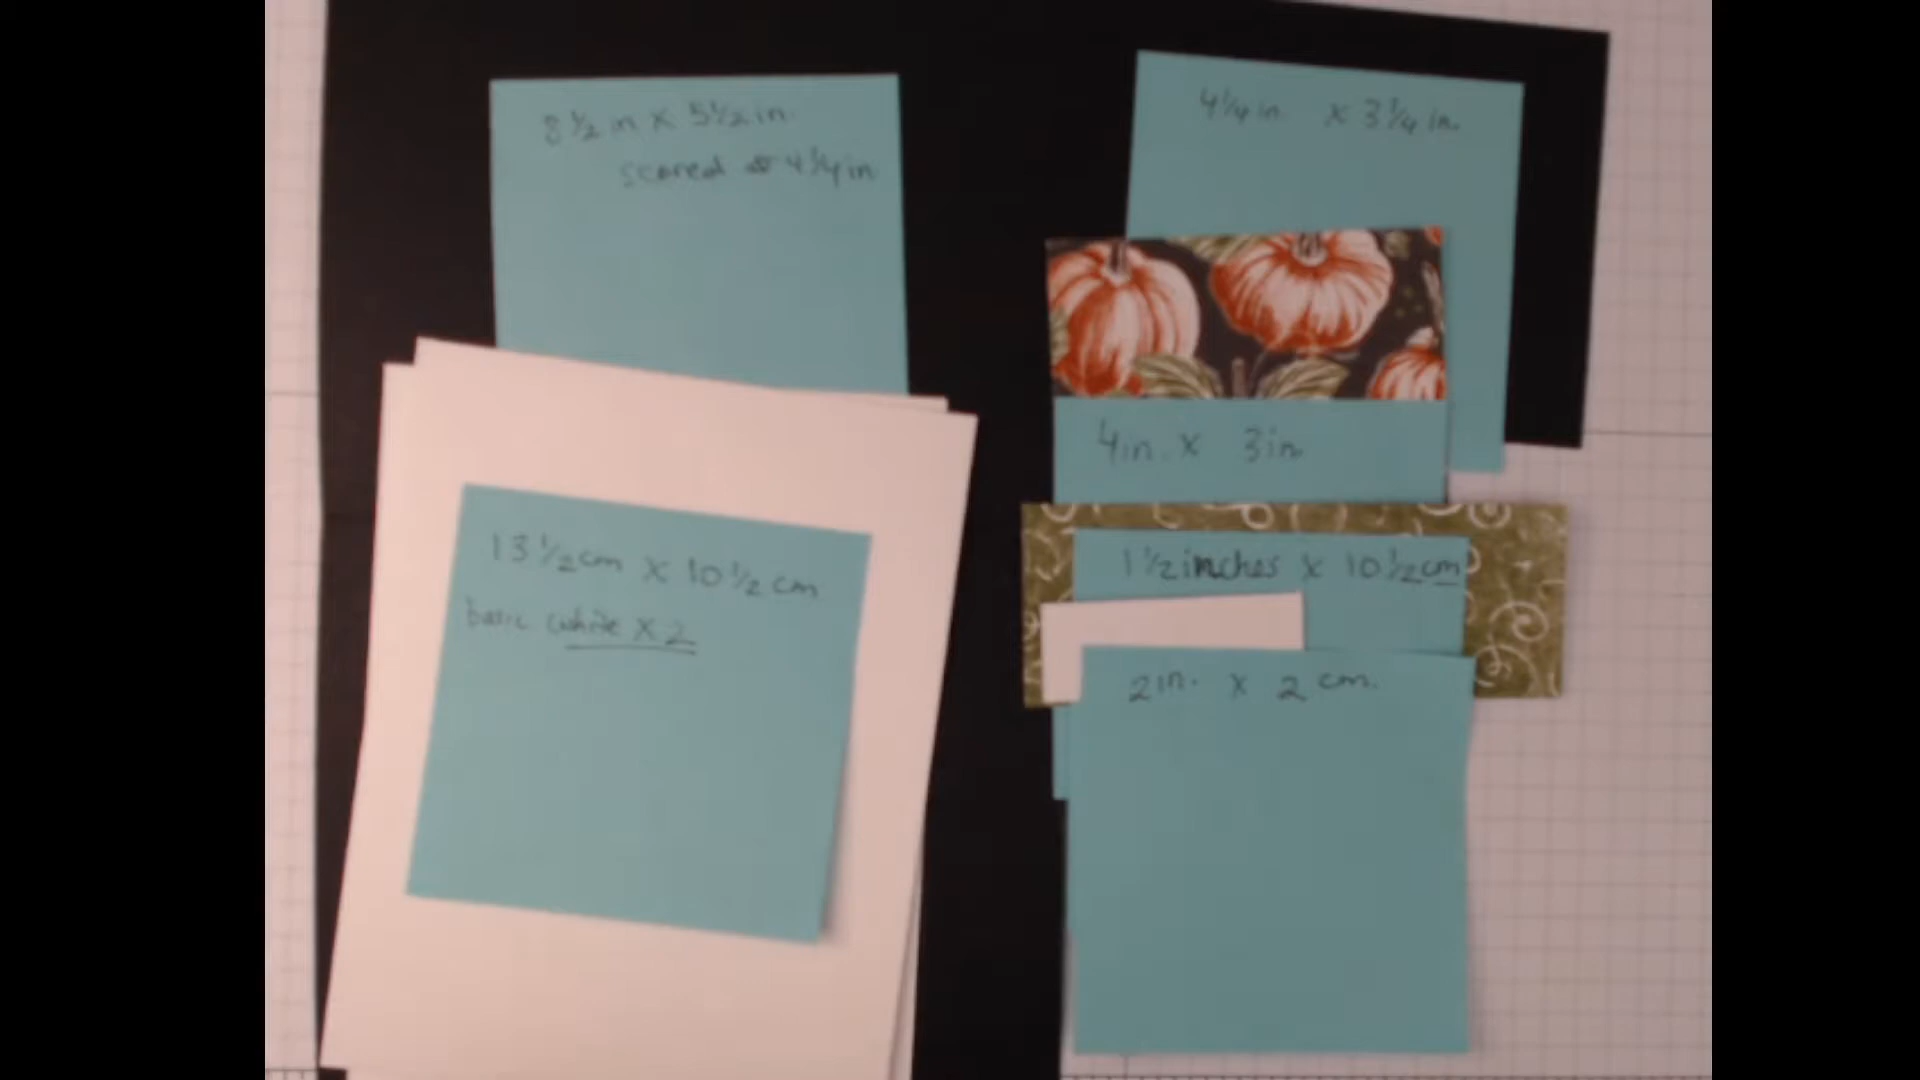 8 1/2 in x 5 1/2 in.
scored @ 4 1/4 in
4 1/4 in. x 3 1/4 in.
4 in. x 3 in.
13 1/2 cm x 10 1/2 cm
basic white x 2
1 1/2 inches x 10 1/2 cm
2 in. x 2 cm.